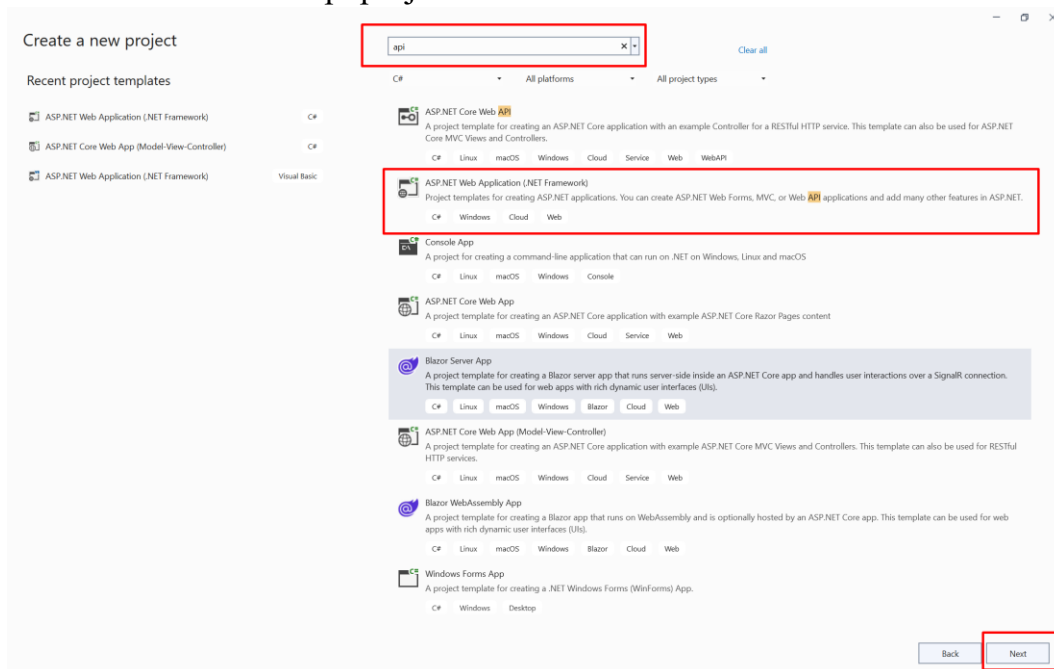 Create a new project
api
Clear all
Recent project templates
C#
All platforms
All project types
ASP.NET Web Application (.NET Framework)
C#
ASP.NET Core Web App (Model-View-Controller)
C#
ASP.NET Web Application (.NET Framework)
Visual Basic
ASP.NET Core Web API
A project template for creating an ASP.NET Core application with an example Controller for a RESTful HTTP service. This template can also be used for ASP.NET
Core MVC Views and Controllers.
C# Linux macOS Windows Cloud Service Web WebAPI
ASP.NET Web Application (.NET Framework)
Project templates for creating ASP.NET applications. You can create ASP.NET Web Forms, MVC, or Web API applications and add many other features in ASP.NET.
C# Windows Cloud Web
Console App
A project for creating a command-line application that can run on .NET on Windows, Linux and macOS
C# Linux macOS Windows Console
ASP.NET Core Web App
A project template for creating an ASP.NET Core application with example ASP.NET Core Razor Pages content
C# Linux macOS Windows Cloud Service Web
Blazor Server App
A project template for creating a Blazor server app that runs server-side inside an ASP.NET Core app and handles user interactions over a SignalR connection.
This template can be used for web apps with rich dynamic user interfaces (UIs).
C# Linux macOS Windows Blazor Cloud Web
ASP.NET Core Web App (Model-View-Controller)
A project template for creating an ASP.NET Core application with example ASP.NET Core MVC Views and Controllers. This template can also be used for RESTful
HTTP services.
C# Linux macOS Windows Cloud Service Web
Blazor WebAssembly App
A project template for creating a Blazor app that runs on WebAssembly and is optionally hosted by an ASP.NET Core app. This template can be used for web
apps with rich dynamic user interfaces (UIs).
C# Linux macOS Windows Blazor Cloud Web
Windows Forms App
A project template for creating a .NET Windows Forms (WinForms) App.
C# Windows Desktop
Back
Next